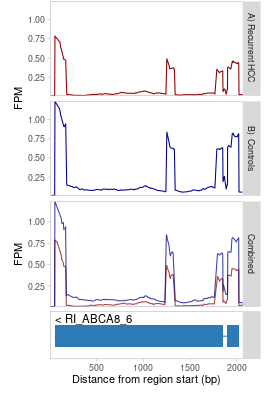 1.00
0.75
0.50
0.25
FPM
A) Recurrent HCC
1.00
0.75
0.50
0.25
B) Controls
1.00
0.75
0.50
0.25
FPM
Combined
< RI_ABCA8_6
500 1000 1500 2000
Distance from region start (bp)